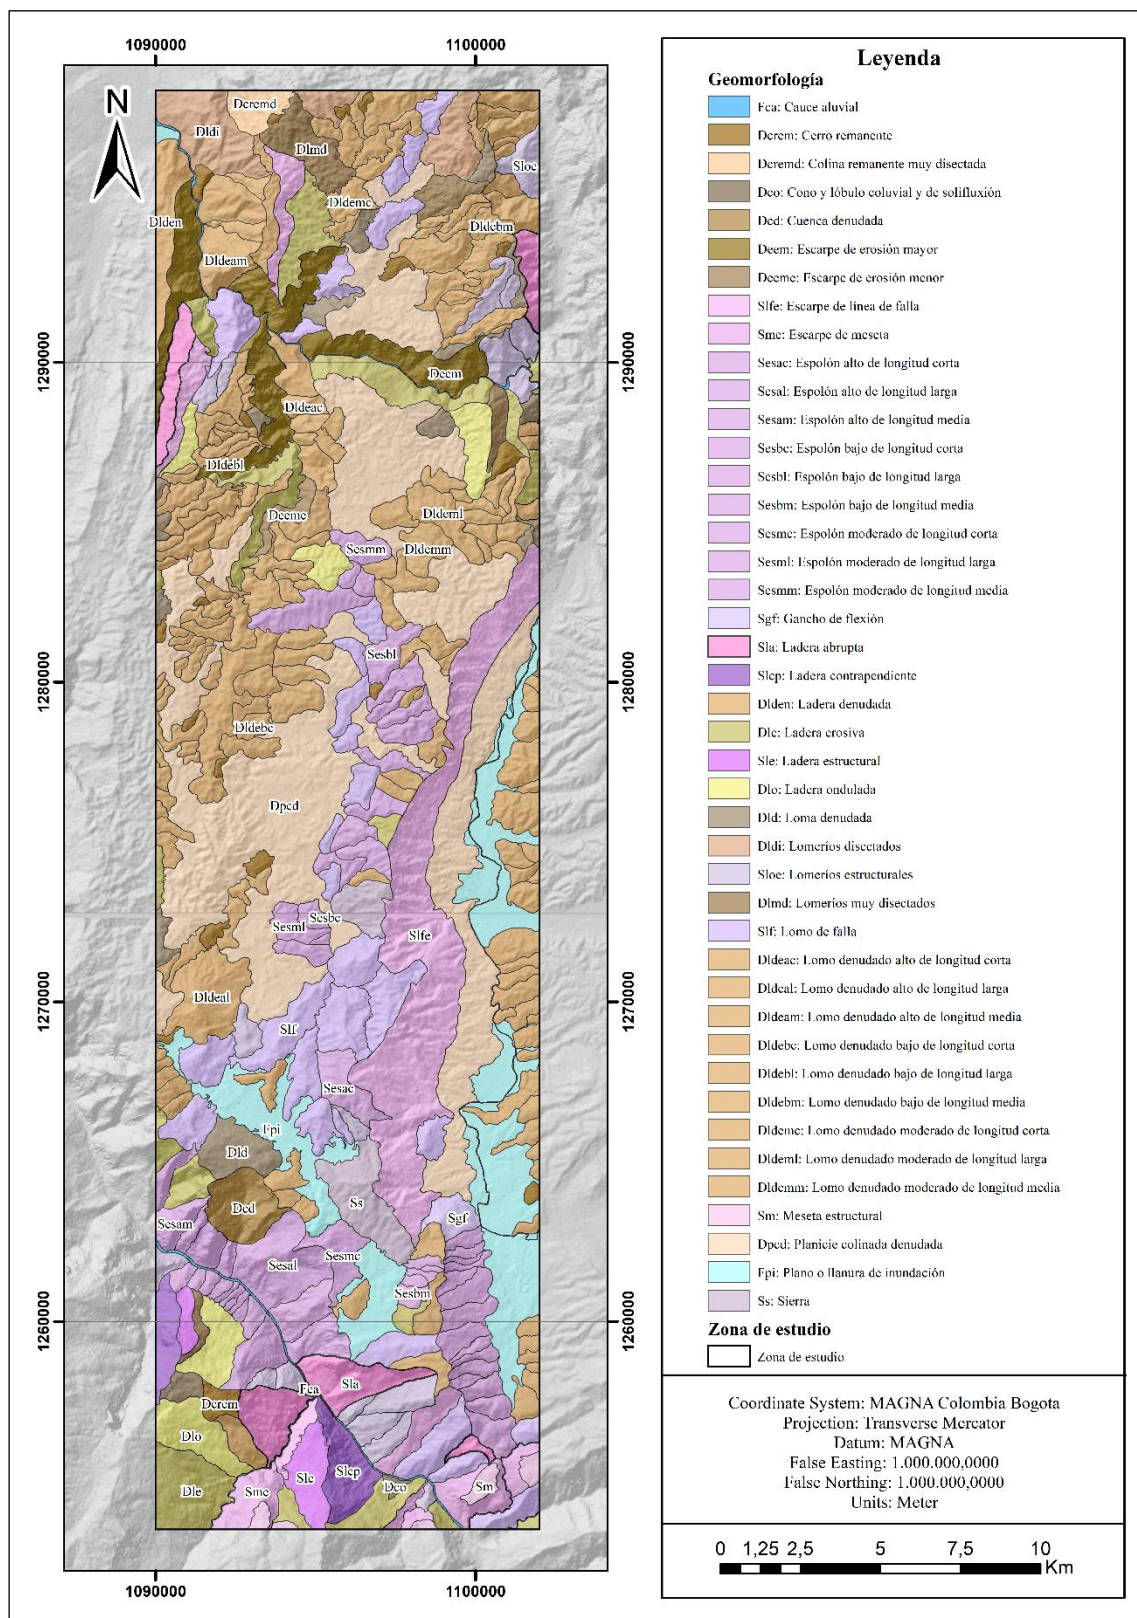 1090000
1100000
N
Dcremd
Dldi
Dlmd
Sloe
Dlden
Dldemc
Dldebm
Dldeam
1290000
1290000
Deem
Dldeac
Dldebl
Deeme
Dldeml
Sesmm
Dldemm
Sesbl
1280000
1280000
Dldebc
Dpcd
Sesbc
Sesml
Slfe
Dldeal
1270000
1270000
Slf
Sesac
Fpi
Dld
Ss
Dcd
Sesam
Sgf
Sesal
Sesmc
Sesbm
1260000
1260000
Fca
Sla
Dcrem
Dlo
Sle
Slcp
Dle
Sme
Dco
Sm
1090000
1100000
Leyenda
Geomorfología
Fca: Cauce aluvial
Dcrem: Cerro remanente
Dcremd: Colina remanente muy disectada
Dco: Cono y lóbulo coluvial y de solifluxión
Dcd: Cuenca denudada
Deem: Escarpe de erosión mayor
Deeme: Escarpe de erosión menor
Slfe: Escarpe de línea de falla
Sme: Escarpe de meseta
Sesac: Espolón alto de longitud corta
Sesal: Espolón alto de longitud larga
Sesam: Espolón alto de longitud media
Sesbc: Espolón bajo de longitud corta
Sesbl: Espolón bajo de longitud larga
Sesbm: Espolón bajo de longitud media
Sesmc: Espolón moderado de longitud corta
Sesml: Espolón moderado de longitud larga
Sesmm: Espolón moderado de longitud media
Sgf: Gancho de flexión
Sla: Ladera abrupta
Slcp: Ladera contrapendiente
Dlden: Ladera denudada
Dle: Ladera erosiva
Sle: Ladera estructural
Dlo: Ladera ondulada
Dld: Loma denudada
Dldi: Lomeríos disectados
Sloe: Lomeríos estructurales
Dlmd: Lomeríos muy disectados
Slf: Lomo de falla
Dldeac: Lomo denudado alto de longitud corta
Dldeal: Lomo denudado alto de longitud larga
Dldeam: Lomo denudado alto de longitud media
Dldebc: Lomo denudado bajo de longitud corta
Dldebl: Lomo denudado bajo de longitud larga
Dldebm: Lomo denudado bajo de longitud media
Dldemc: Lomo denudado moderado de longitud corta
Dldeml: Lomo denudado moderado de longitud larga
Dldemm: Lomo denudado moderado de longitud media
Sm: Meseta estructural
Dpcd: Planicie colinada denudada
Fpi: Plano o llanura de inundación
Ss: Sierra
Zona de estudio
Zona de estudio
Coordinate System: MAGNA Colombia Bogota
Projection: Transverse Mercator
Datum: MAGNA
False Easting: 1.000.000,0000
False Northing: 1.000.000,0000
Units: Meter
0 1,25 2,5 5 7,5 10
Km